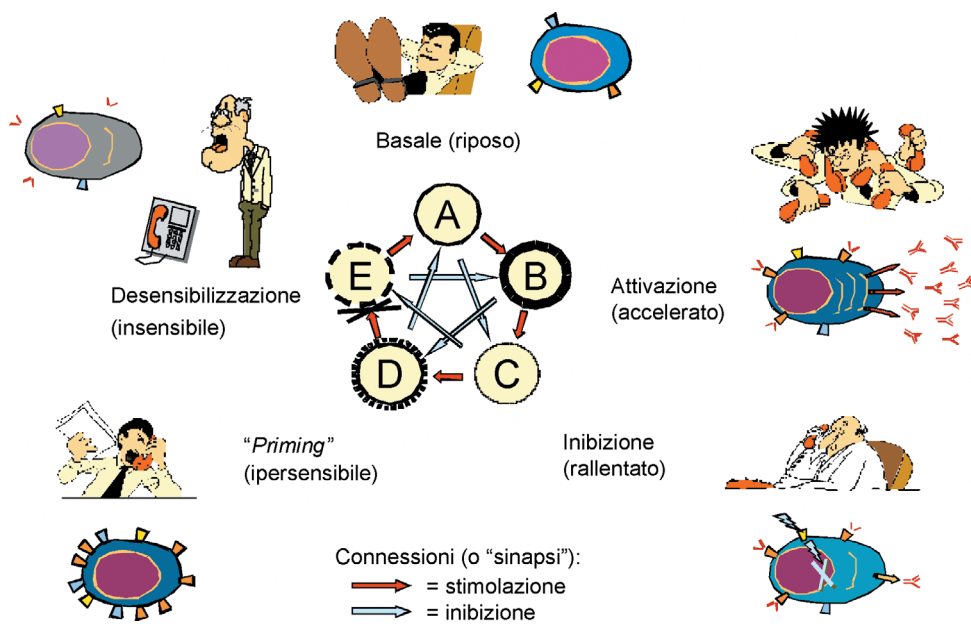 Basale (riposo)
A
E
B
Desensibilizzazione
(insensibile)
Attivazione
(accelerato)
D
C
“Priming”
(ipersensibile)
Inibizione
(rallentato)
Connessioni (o “sinapsi”):
= stimolazione
= inibizione